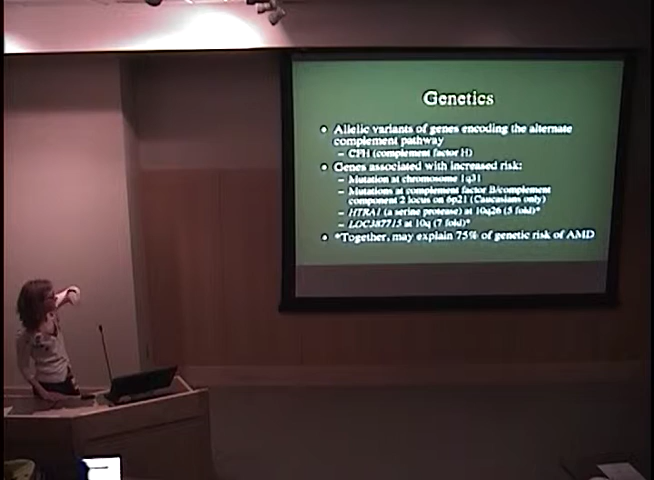 Genetics
• Allelic variants of genes encoding the alternate
complement pathway
– CFH (complement factor H)
• Genes associated with increased risk:
– Mutation at chromosome 1q31
– Mutations at complement factor B/complement
component 2 locus on 6p21 (Caucasians only)
– HTRA1 (a serine protease) at 10q26 (5 fold)*
– LOC387715 at 10q (7 fold)*
• *Together, may explain 75% of genetic risk of AMD